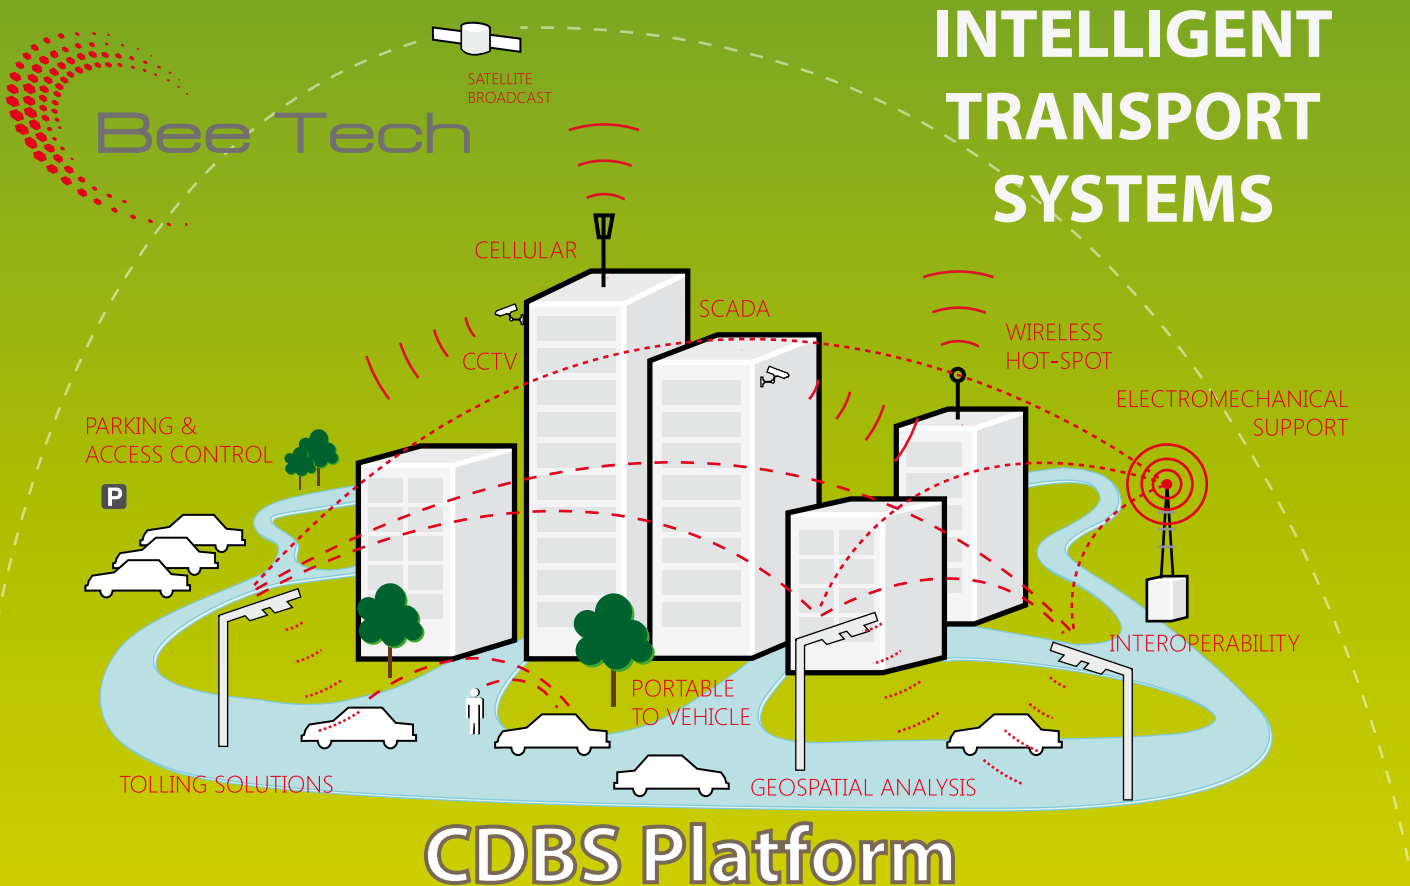 INTELLIGENT
TRANSPORT
SYSTEMS
SATELLITE
BROADCAST
Bee Tech
CELLULAR
SCADA
CCTV
WIRELESS
HOT-SPOT
ELECTROMECHANICAL
SUPPORT
PARKING &
ACCESS CONTROL
P
INTEROPERABILITY
PORTABLE
TO VEHICLE
TOLLING SOLUTIONS
GEOSPATIAL ANALYSIS
CDBS Platform